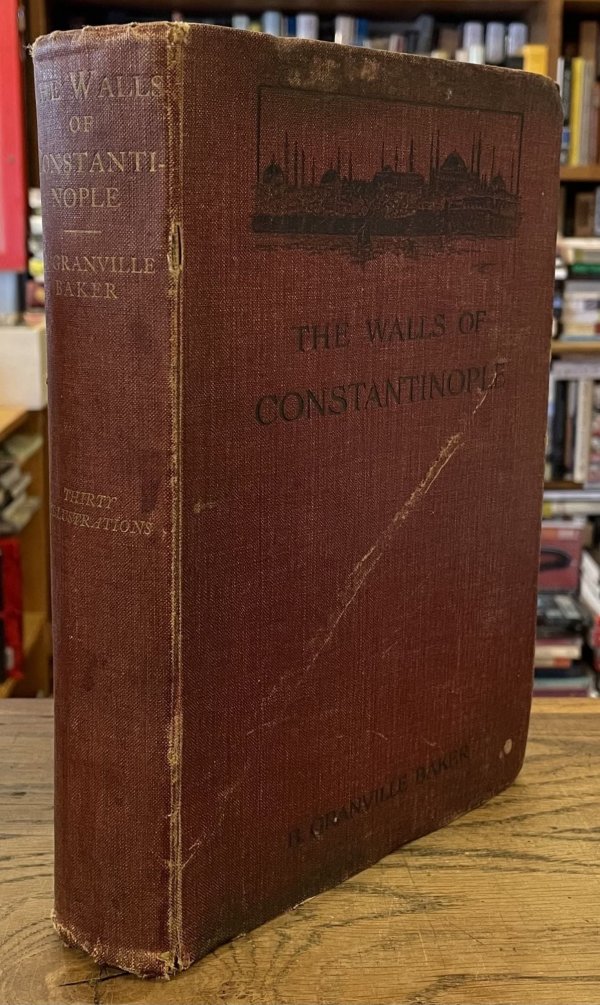 THE WALLS
OF
CONSTANTI-
NOPLE
GRANVILLE
BAKER
THIRTY
ILLUSTRATIONS
THE WALLS OF
CONSTANTINOPLE
B. GRANVILLE BAKER